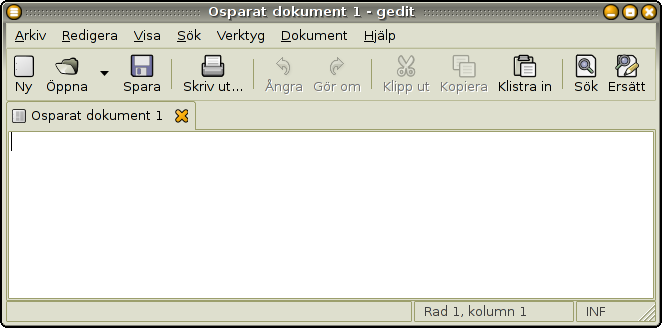 Osparat dokument 1 - gedit
Arkiv Redigera Visa Sök Verktyg Dokument Hjälp
Ny Öppna Spara Skriv ut... Ångra Gör om Klipp ut Kopiera Klistra in Sök Ersätt
Osparat dokument 1
Rad 1, kolumn 1 INF